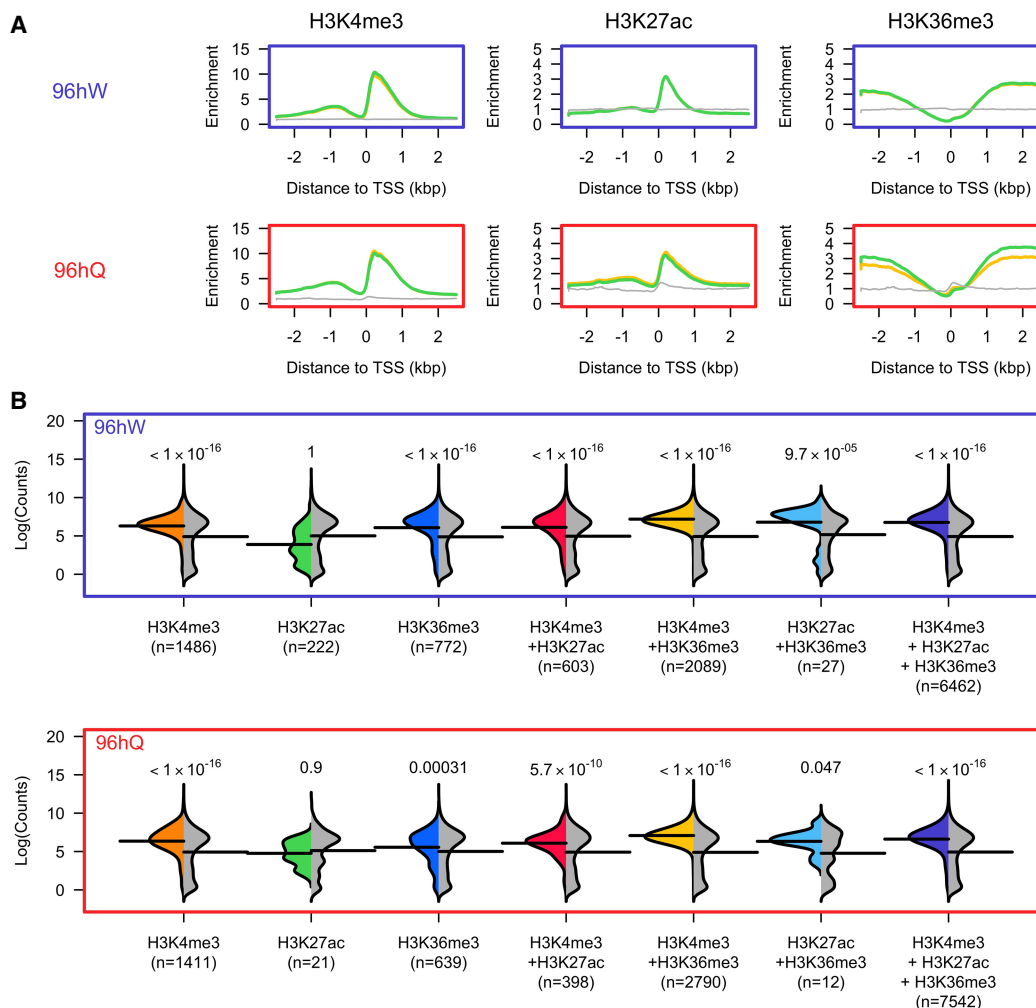 A
H3K4me3 H3K27ac H3K36me3
96hW
Enrichment 15 10 5 0
Enrichment 5 4 3 2 1 0
Enrichment 5 4 3 2 1 0
-2 -1 0 1 2 -2 -1 0 1 2 -2 -1 0 1 2
Distance to TSS (kbp) Distance to TSS (kbp) Distance to TSS (kbp)
96hQ
Enrichment 15 10 5 0
Enrichment 5 4 3 2 1 0
Enrichment 5 4 3 2 1 0
-2 -1 0 1 2 -2 -1 0 1 2 -2 -1 0 1 2
Distance to TSS (kbp) Distance to TSS (kbp) Distance to TSS (kbp)
B
96hW
Log(Counts) 20 15 10 5 0
< 1 × 10⁻¹⁶ 1 < 1 × 10⁻¹⁶ < 1 × 10⁻¹⁶ < 1 × 10⁻¹⁶ 9.7 × 10⁻⁰⁵ < 1 × 10⁻¹⁶
H3K4me3 H3K27ac H3K36me3 H3K4me3 H3K4me3 H3K27ac H3K4me3
(n=1486) (n=222) (n=772) +H3K27ac +H3K36me3 +H3K36me3 + H3K27ac
(n=603) (n=2089) (n=27) + H3K36me3
(n=6462)
96hQ
Log(Counts) 20 15 10 5 0
< 1 × 10⁻¹⁶ 0.9 0.00031 5.7 × 10⁻¹⁰ < 1 × 10⁻¹⁶ 0.047 < 1 × 10⁻¹⁶
H3K4me3 H3K27ac H3K36me3 H3K4me3 H3K4me3 H3K27ac H3K4me3
(n=1411) (n=21) (n=639) +H3K27ac +H3K36me3 +H3K36me3 + H3K27ac
(n=398) (n=2790) (n=12) + H3K36me3
(n=7542)